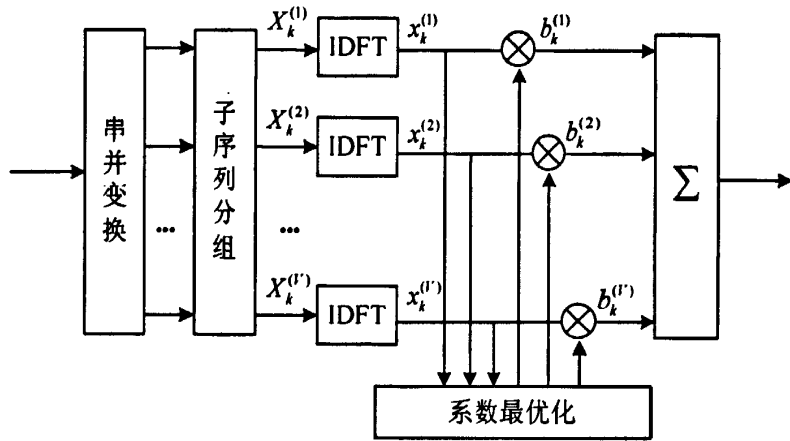 串并变换
...
子序列分组
...
X_k^{(1)}
IDFT
x_k^{(1)}
b_k^{(1)}
X_k^{(2)}
IDFT
x_k^{(2)}
b_k^{(2)}
X_k^{(V)}
IDFT
x_k^{(V)}
b_k^{(V)}
Σ
系数最优化